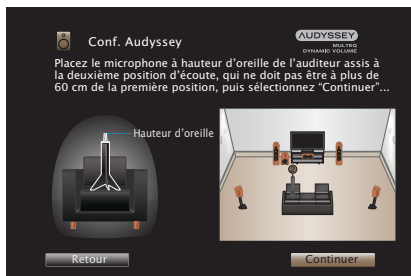 Conf. Audyssey
AUDYSSEY
MULTEQ
DYNAMIC VOLUME
Placez le microphone à hauteur d'oreille de l'auditeur assis à
la deuxième position d'écoute, qui ne doit pas être à plus de
60 cm de la première position, puis sélectionnez “Continuer”...
Hauteur d'oreille
Retour
Continuer